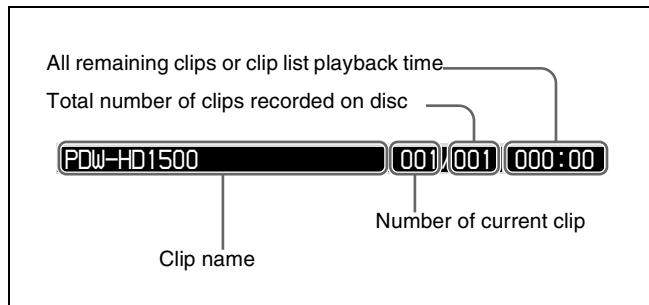 All remaining clips or clip list playback time
Total number of clips recorded on disc
PDW-HD1500 001/001 000:00
Number of current clip
Clip name